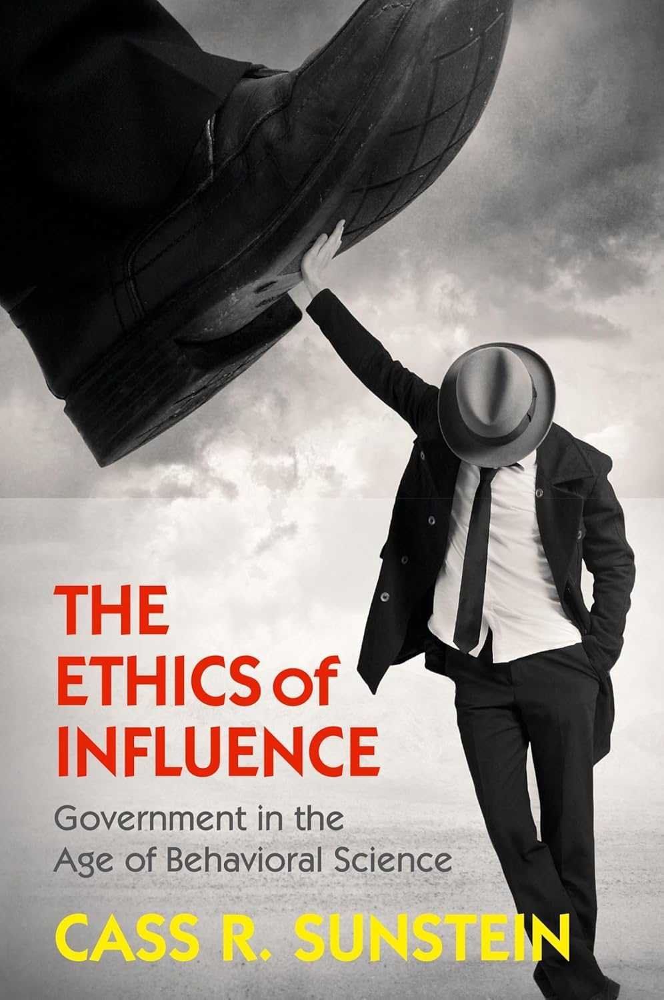 THE
ETHICS of
INFLUENCE
Government in the
Age of Behavioral Science
CASS R. SUNSTEIN